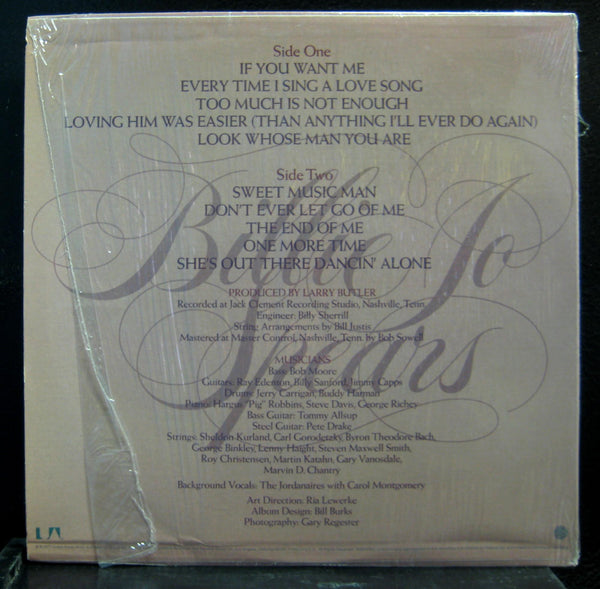 Side One
IF YOU WANT ME
EVERY TIME I SING A LOVE SONG
TOO MUCH IS NOT ENOUGH
LOVING HIM WAS EASIER (THAN ANYTHING I'LL EVER DO AGAIN)
LOOK WHOSE MAN YOU ARE
Side Two
SWEET MUSIC MAN
DON'T EVER LET GO OF ME
THE END OF ME
ONE MORE TIME
SHE'S OUT THERE DANCIN' ALONE
Billie Jo
Spears
PRODUCED BY LARRY BUTLER
Recorded at Jack Clement Recording Studio, Nashville, Tenn.
Engineer: Billy Sherrill
String Arrangements by Bill Justis
Mastered at Master Control, Nashville, Tenn. by Bob Sowell
MUSICIANS
Bass: Bob Moore
Guitars: Ray Edenton, Billy Sanford, Jimmy Capps
Drums: Jerry Carrigan, Buddy Harman
Piano: Hargus "Pig" Robbins, Steve Davis, George Richey
Bass Guitar: Tommy Allsup
Steel Guitar: Pete Drake
Strings: Sheldon Kurland, Carl Gorodetzky, Byron Theodore Bach,
George Binkley, Lenny Haight, Steven Maxwell Smith,
Roy Christensen, Martin Katahn, Gary Vanosdale,
Marvin D. Chantry
Background Vocals: The Jordanaires with Carol Montgomery
Art Direction: Ria Lewerke
Album Design: Bill Burks
Photography: Gary Regester